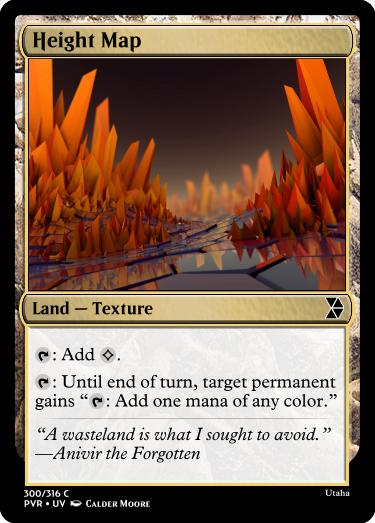 Height Map
Land — Texture
: Add .
: Until end of turn, target permanent
gains “: Add one mana of any color.”
“A wasteland is what I sought to avoid.”
—Anivir the Forgotten
300/316 C
Utaha
PVR • UV Calder Moore